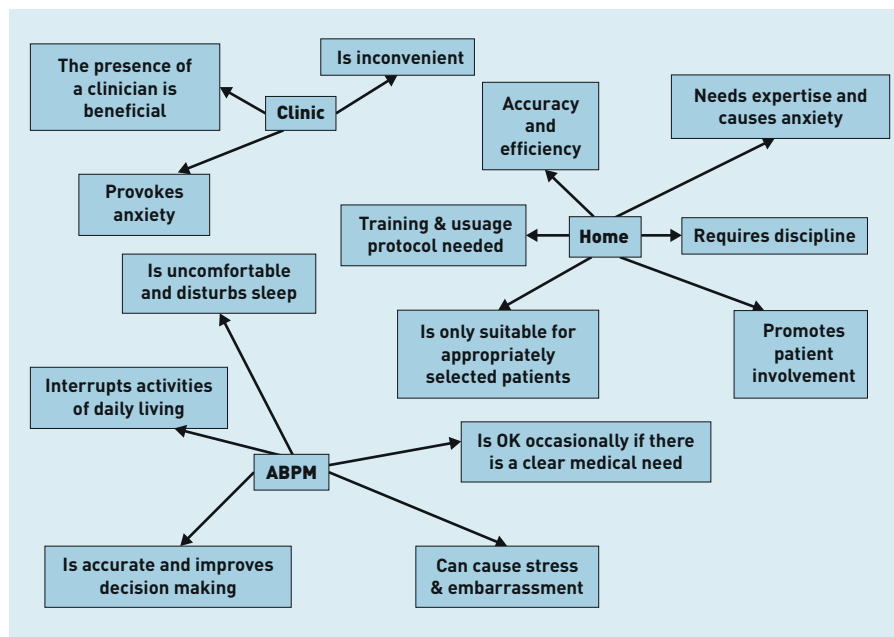 The presence of
a clinician is
beneficial
Is inconvenient
Clinic
Provokes
anxiety
Accuracy
and
efficiency
Needs expertise and
causes anxiety
Training & usuage
protocol needed
Home
Requires discipline
Is only suitable for
appropriately
selected patients
Promotes
patient
involvement
Is uncomfortable
and disturbs sleep
Interrupts activities
of daily living
ABPM
Is OK occasionally if there
is a clear medical need
Is accurate and improves
decision making
Can cause stress
& embarrassment